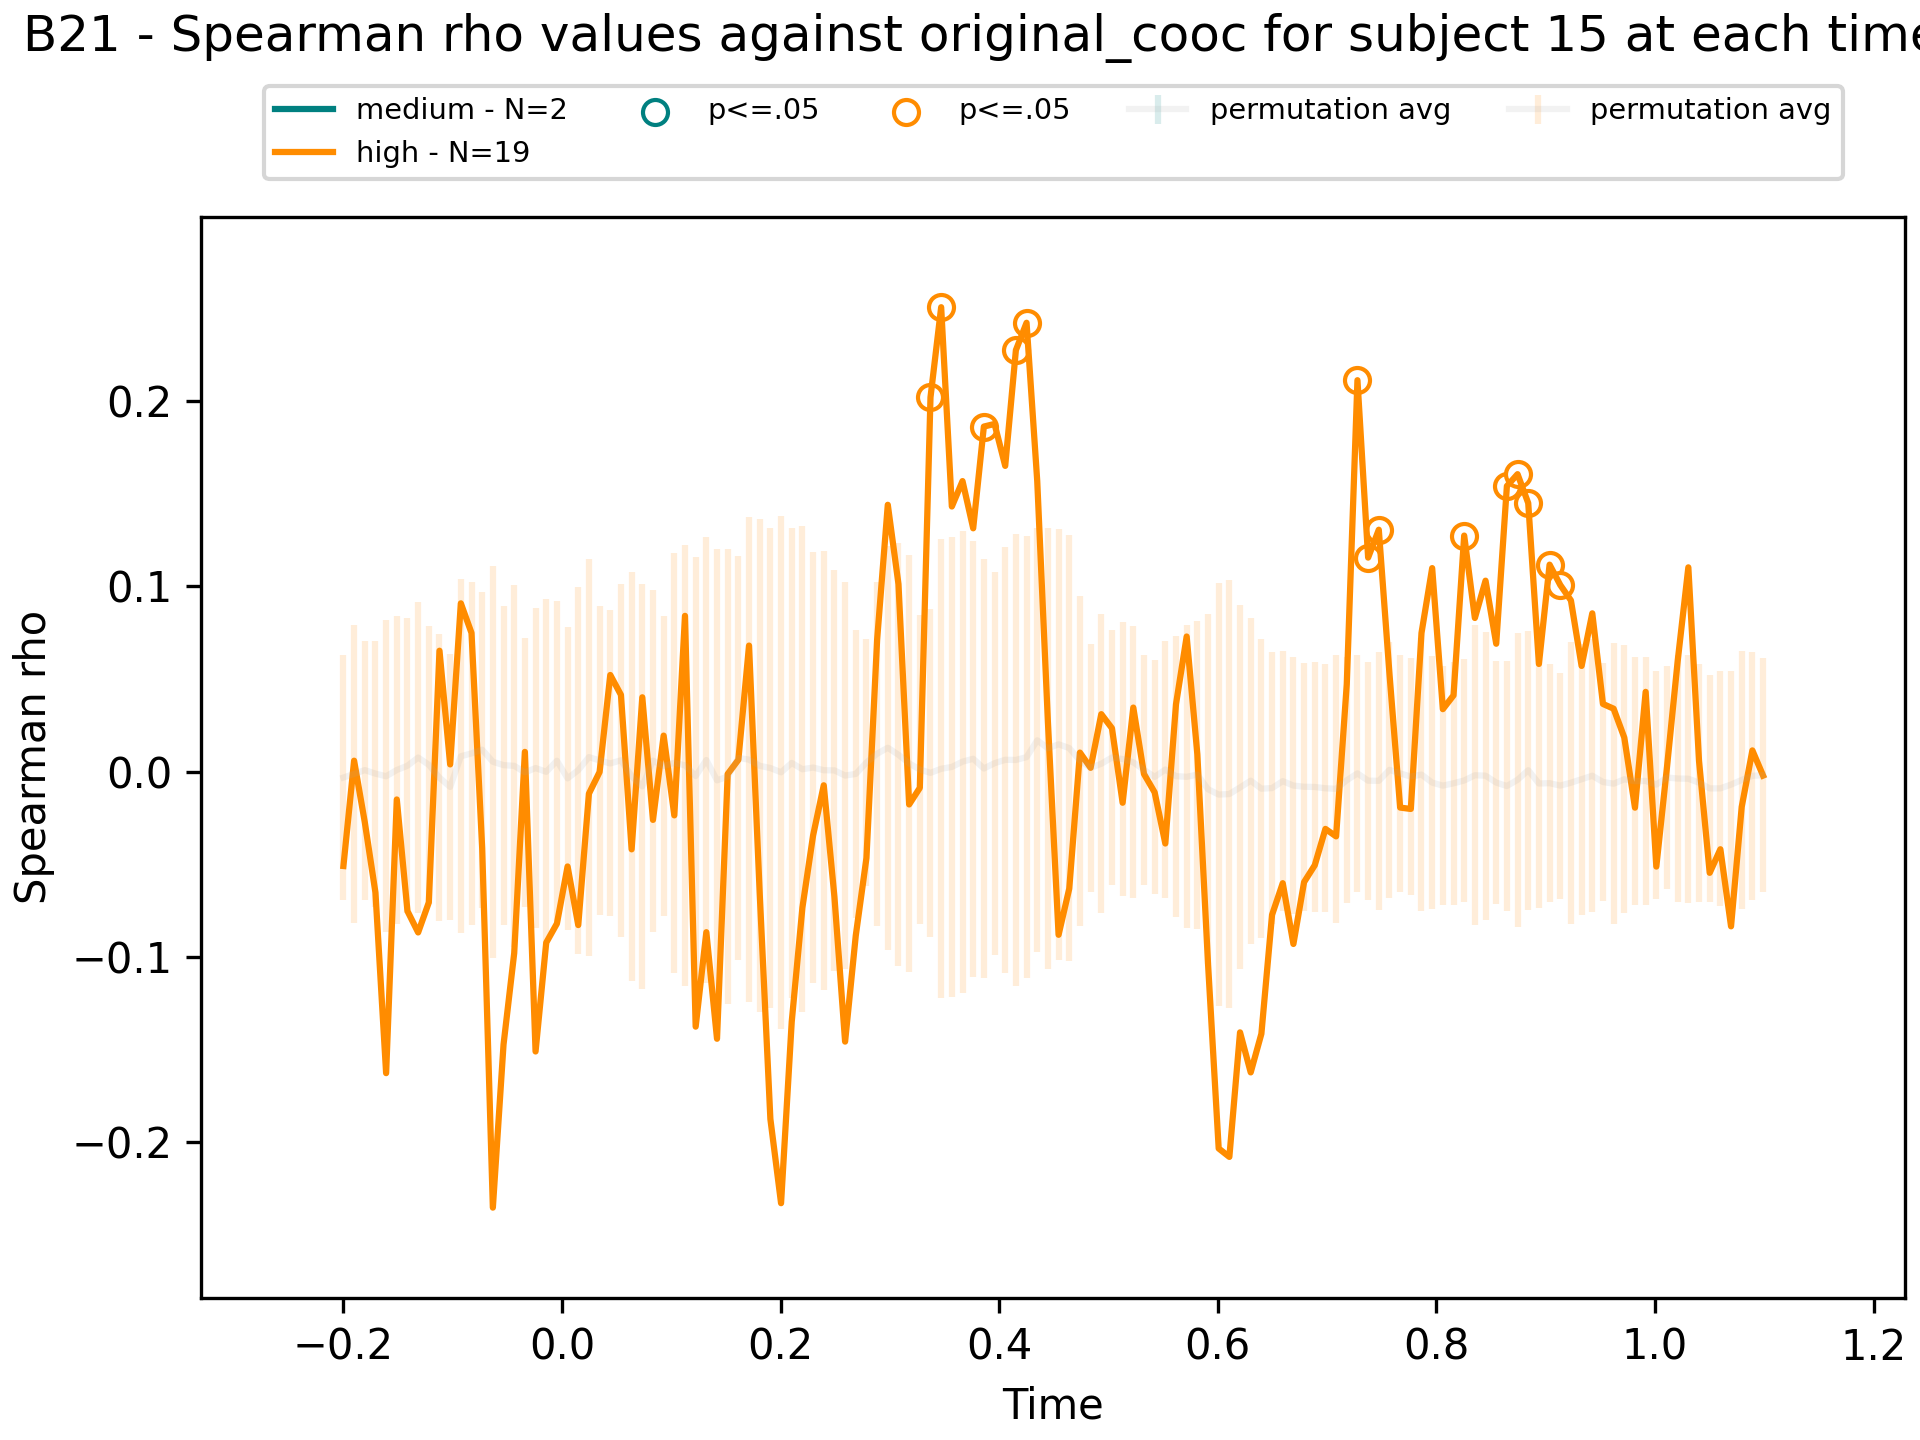 B21 - Spearman rho values against original_cooc for subject 15 at each time
medium - N=2
high - N=19
p<=.05
p<=.05
permutation avg
permutation avg
Spearman rho
0.2
0.1
0.0
−0.1
−0.2
−0.2 0.0 0.2 0.4 0.6 0.8 1.0 1.2
Time